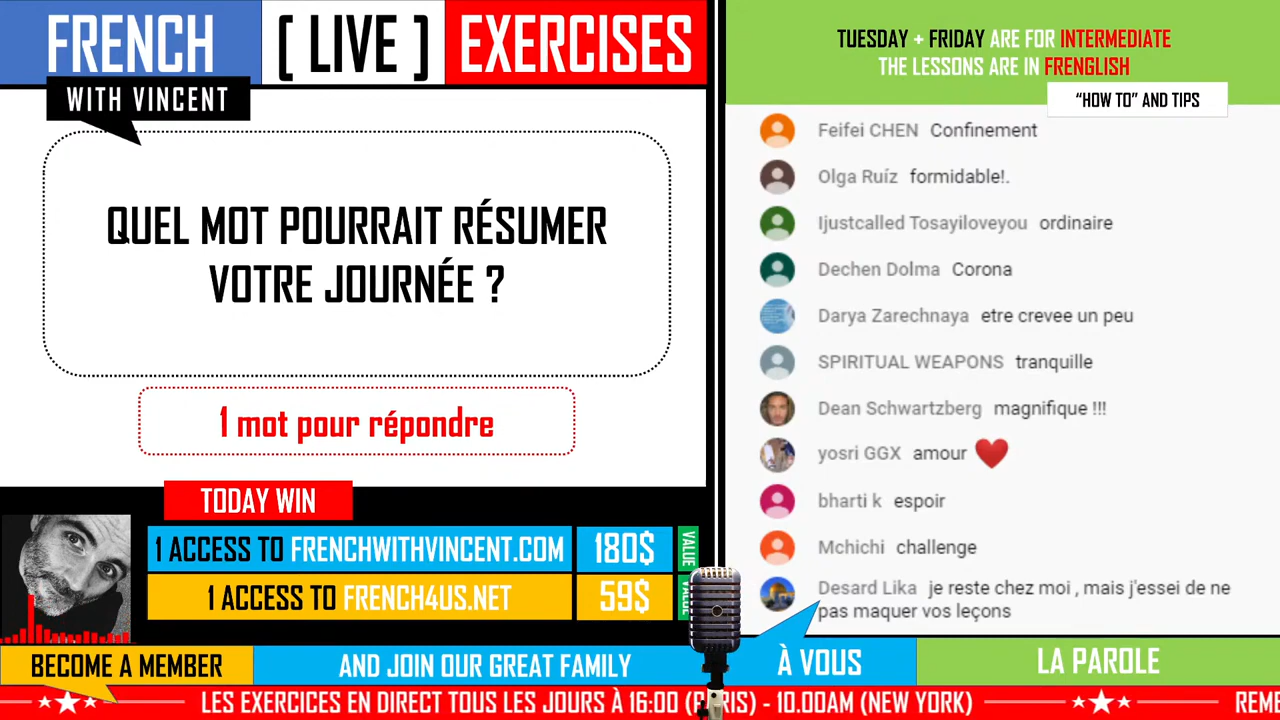 FRENCH [ LIVE ] EXERCISES
WITH VINCENT
QUEL MOT POURRAIT RÉSUMER
VOTRE JOURNÉE ?
1 mot pour répondre
TODAY WIN
1 ACCESS TO FRENCHWITHVINCENT.COM 180$ VALUE
1 ACCESS TO FRENCH4US.NET 59$
BECOME A MEMBER AND JOIN OUR GREAT FAMILY
TUESDAY + FRIDAY ARE FOR INTERMEDIATE
THE LESSONS ARE IN FRENGLISH
“HOW TO” AND TIPS
Feifei CHEN Confinement
Olga Ruíz formidable!.
Ijustcalled Tosayiloveyou ordinaire
Dechen Dolma Corona
Darya Zarechnaya etre crevee un peu
SPIRITUAL WEAPONS tranquille
Dean Schwartzberg magnifique !!!
yosri GGX amour ❤️
bharti k espoir
Mchichi challenge
Desard Lika je reste chez moi , mais j'essei de ne
pas maquer vos leçons
À VOUS LA PAROLE
LES EXERCICES EN DIRECT TOUS LES JOURS À 16:00 (PARIS) - 10.00AM (NEW YORK)